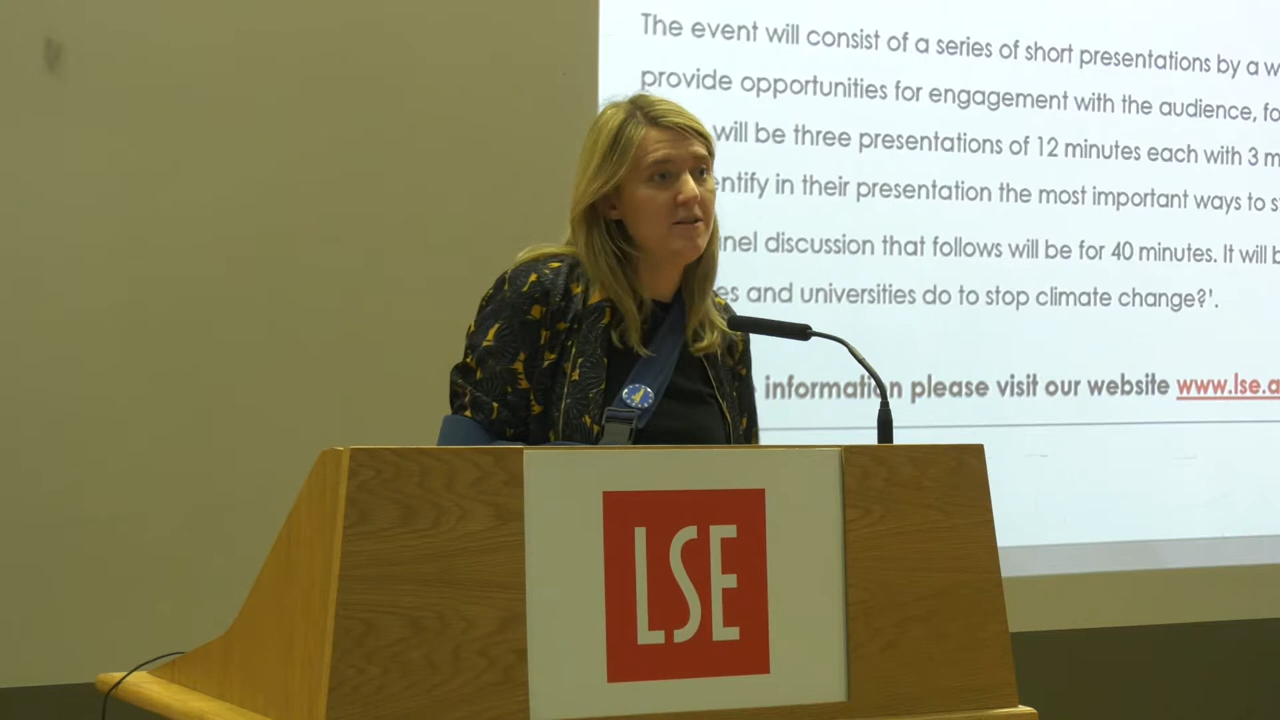 The event will consist of a series of short presentations by a w
provide opportunities for engagement with the audience, fo
will be three presentations of 12 minutes each with 3 m
entify in their presentation the most important ways to s
nel discussion that follows will be for 40 minutes. It will b
es and universities do to stop climate change?'.
information please visit our website www.lse.a
LSE